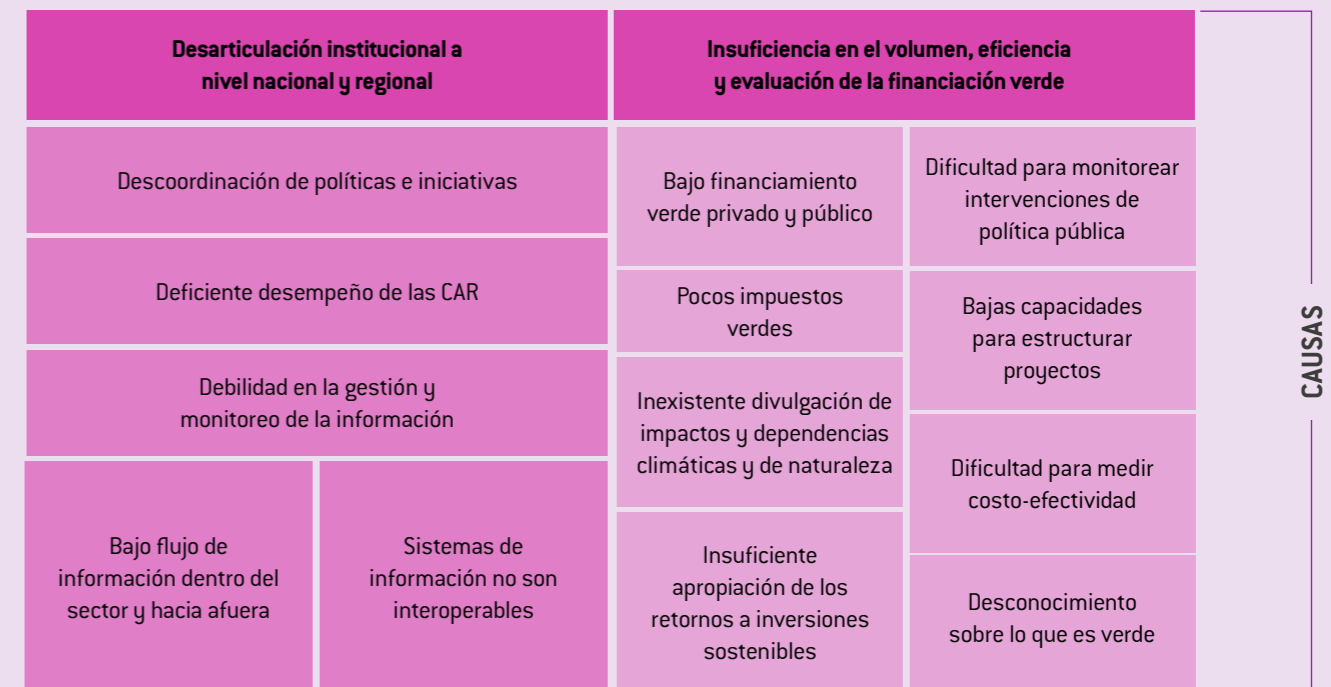 Desarticulación institucional a
nivel nacional y regional
Insuficiencia en el volumen, eficiencia
y evaluación de la financiación verde
Descoordinación de políticas e iniciativas
Deficiente desempeño de las CAR
Debilidad en la gestión y
monitoreo de la información
Bajo flujo de
información dentro del
sector y hacia afuera
Sistemas de
información no son
interoperables
Bajo financiamiento
verde privado y público
Pocos impuestos
verdes
Inexistente divulgación de
impactos y dependencias
climáticas y de naturaleza
Insuficiente
apropiación de los
retornos a inversiones
sostenibles
Dificultad para monitorear
intervenciones de
política pública
Bajas capacidades
para estructurar
proyectos
Dificultad para medir
costo-efectividad
Desconocimiento
sobre lo que es verde
CAUSAS